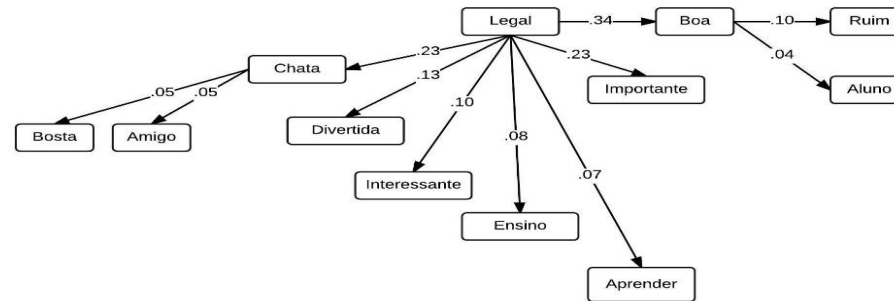 Legal
.34
Boa
.10
Ruim
.23
.23
.04
Chata
.13
Importante
Aluno
.05
.05
.10
Bosta
Amigo
Divertida
.08
.07
Interessante
Ensino
Aprender